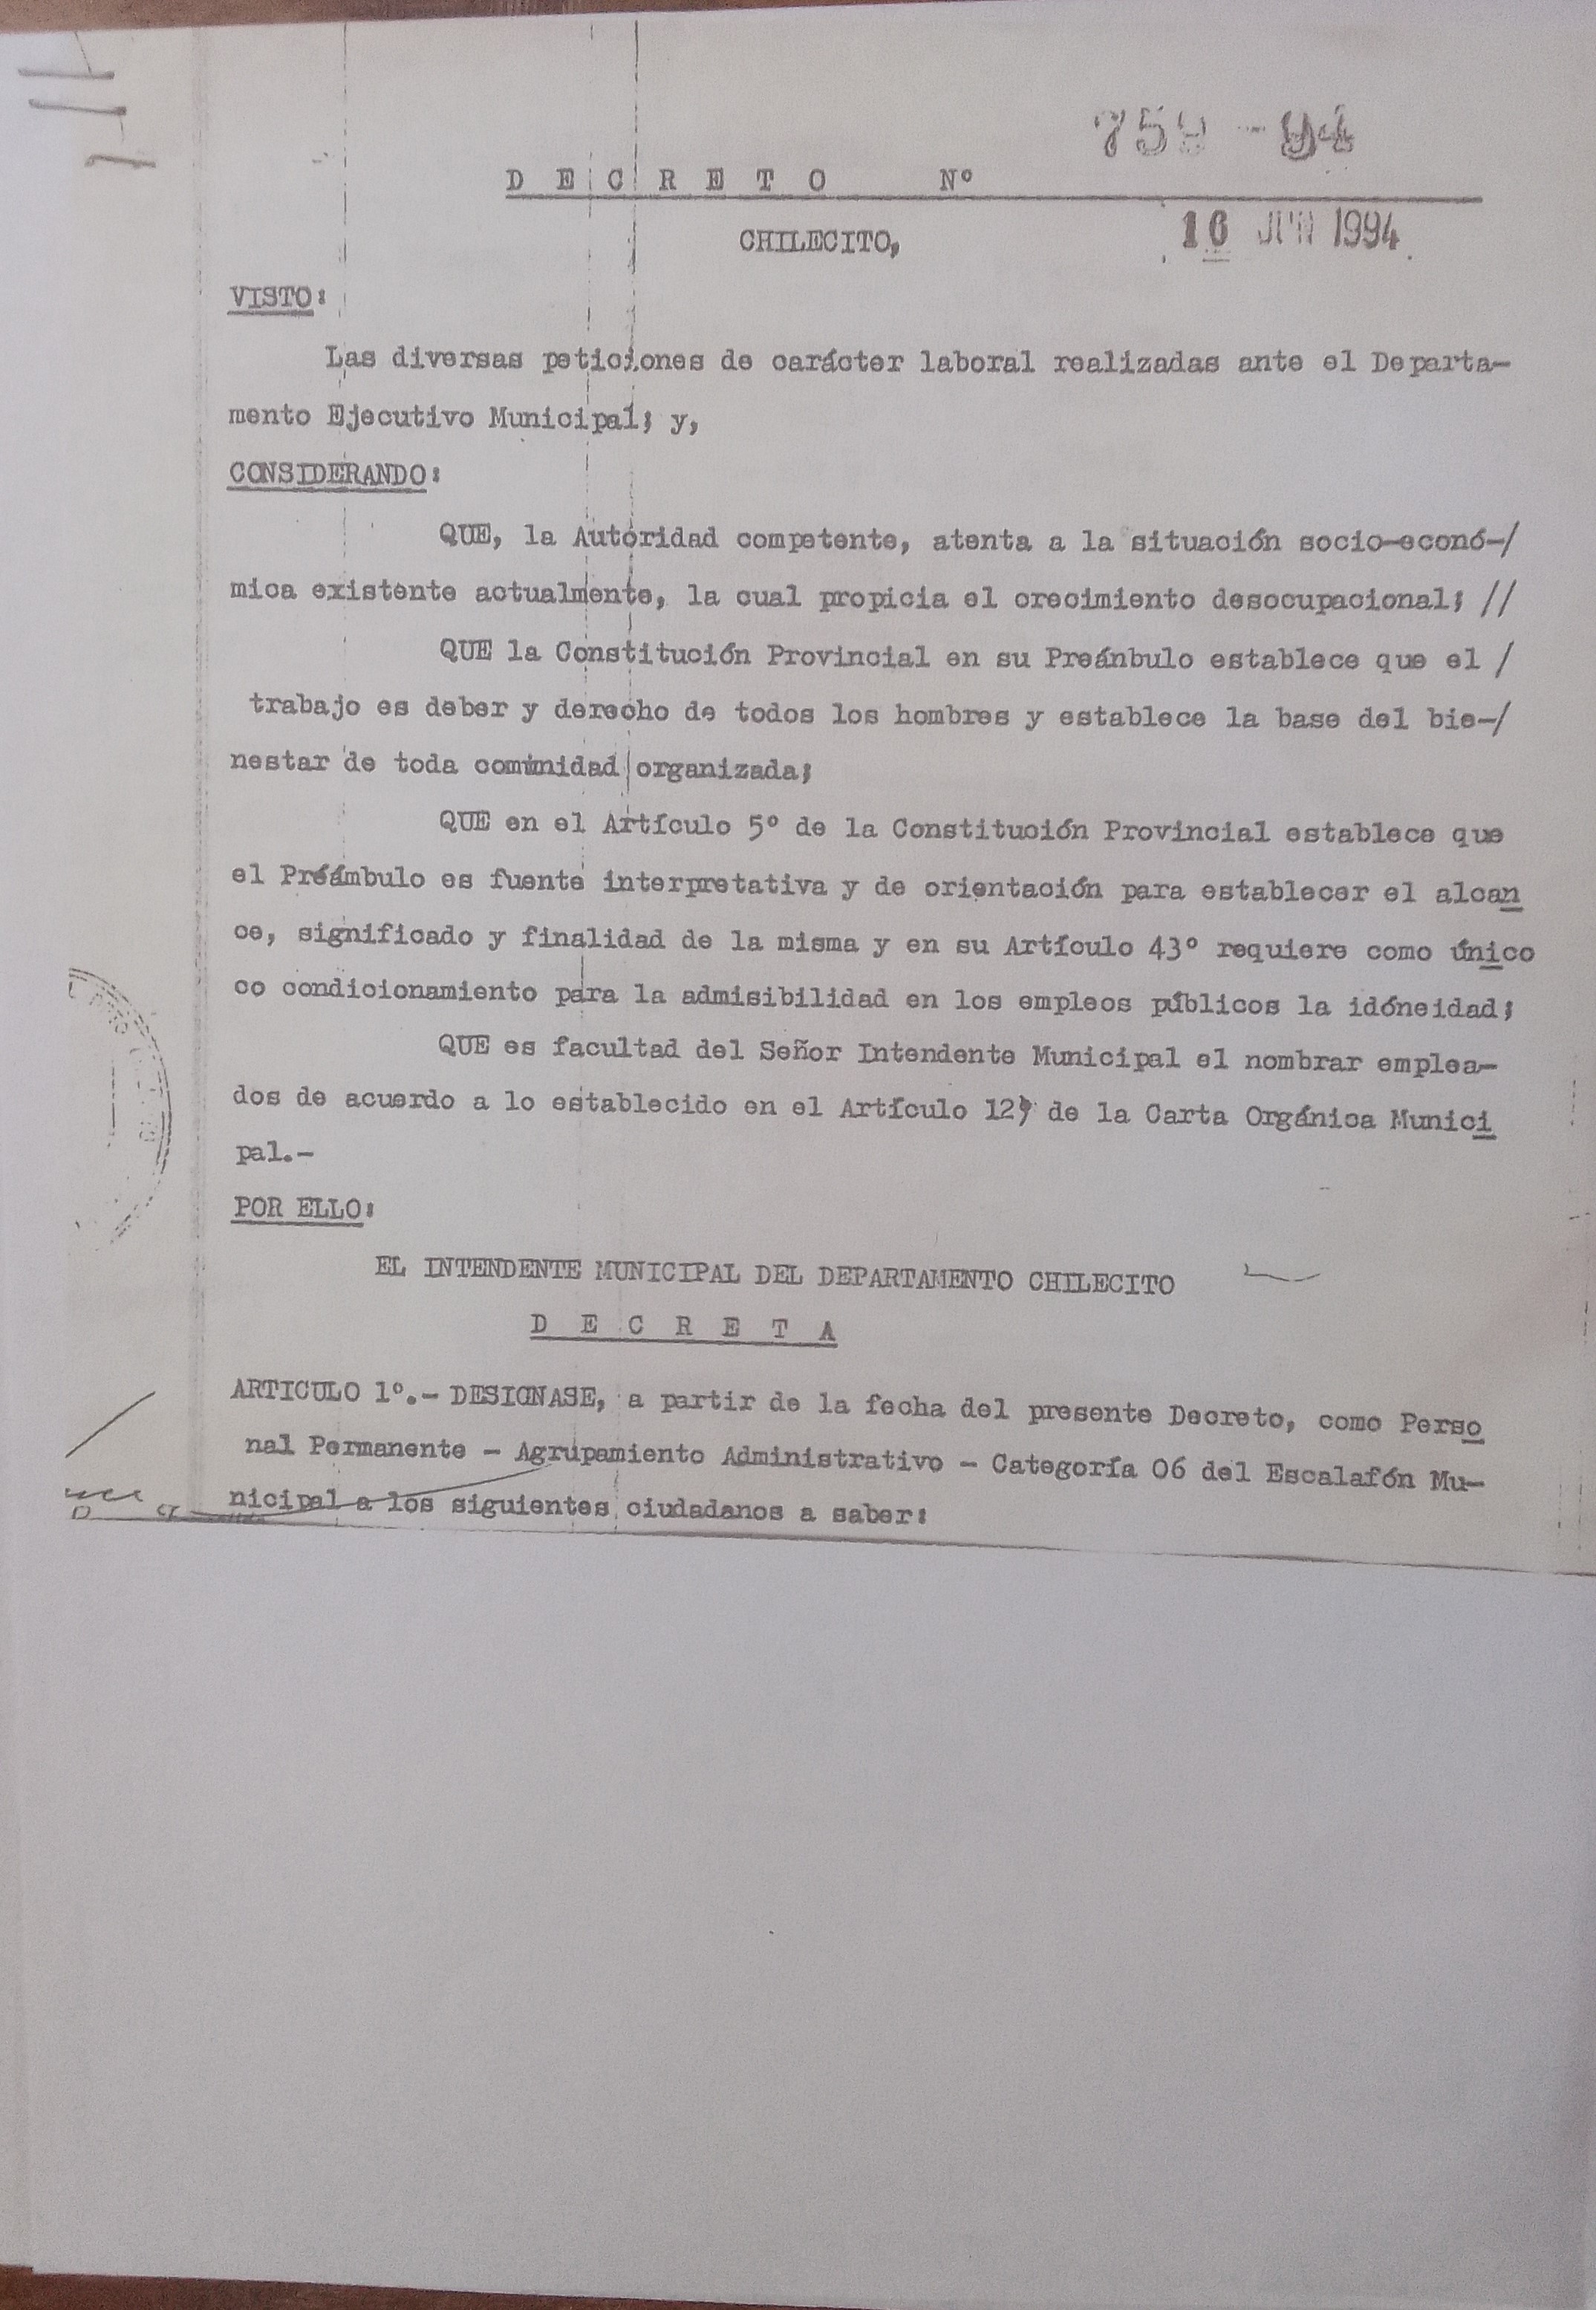 759 - 94
D E C R E T O Nº
CHILECITO, 16 JUN 1994
VISTO:
Las diversas peticiones de carácter laboral realizadas ante el Departa-
mento Ejecutivo Municipal; y,
CONSIDERANDO:
QUE, la Autoridad competente, atenta a la situación socio-econó-/
mica existente actualmente, la cual propicia el crecimiento desocupacional; //
QUE la Constitución Provincial en su Preánbulo establece que el /
trabajo es deber y derecho de todos los hombres y establece la base del bie-/
nestar de toda comunidad organizada;
QUE en el Artículo 5º de la Constitución Provincial establece que
el Preámbulo es fuente interpretativa y de orientación para establecer el alcan
ce, significado y finalidad de la misma y en su Artículo 43º requiere como único
co condicionamiento para la admisibilidad en los empleos públicos la idóneidad;
QUE es facultad del Señor Intendente Municipal el nombrar emplea-
dos de acuerdo a lo establecido en el Artículo de la Carta Orgánica Munici
pal.-
POR ELLO:
EL INTENDENTE MUNICIPAL DEL DEPARTAMENTO CHILECITO
D E C R E T A
ARTICULO 1º.- DESIGNASE, a partir de la fecha del presente Decreto, como Perso
nal Permanente - Agrupamiento Administrativo - Categoría 06 del Escalafón Mu-
nicipal a los siguientes ciudadanos a saber: